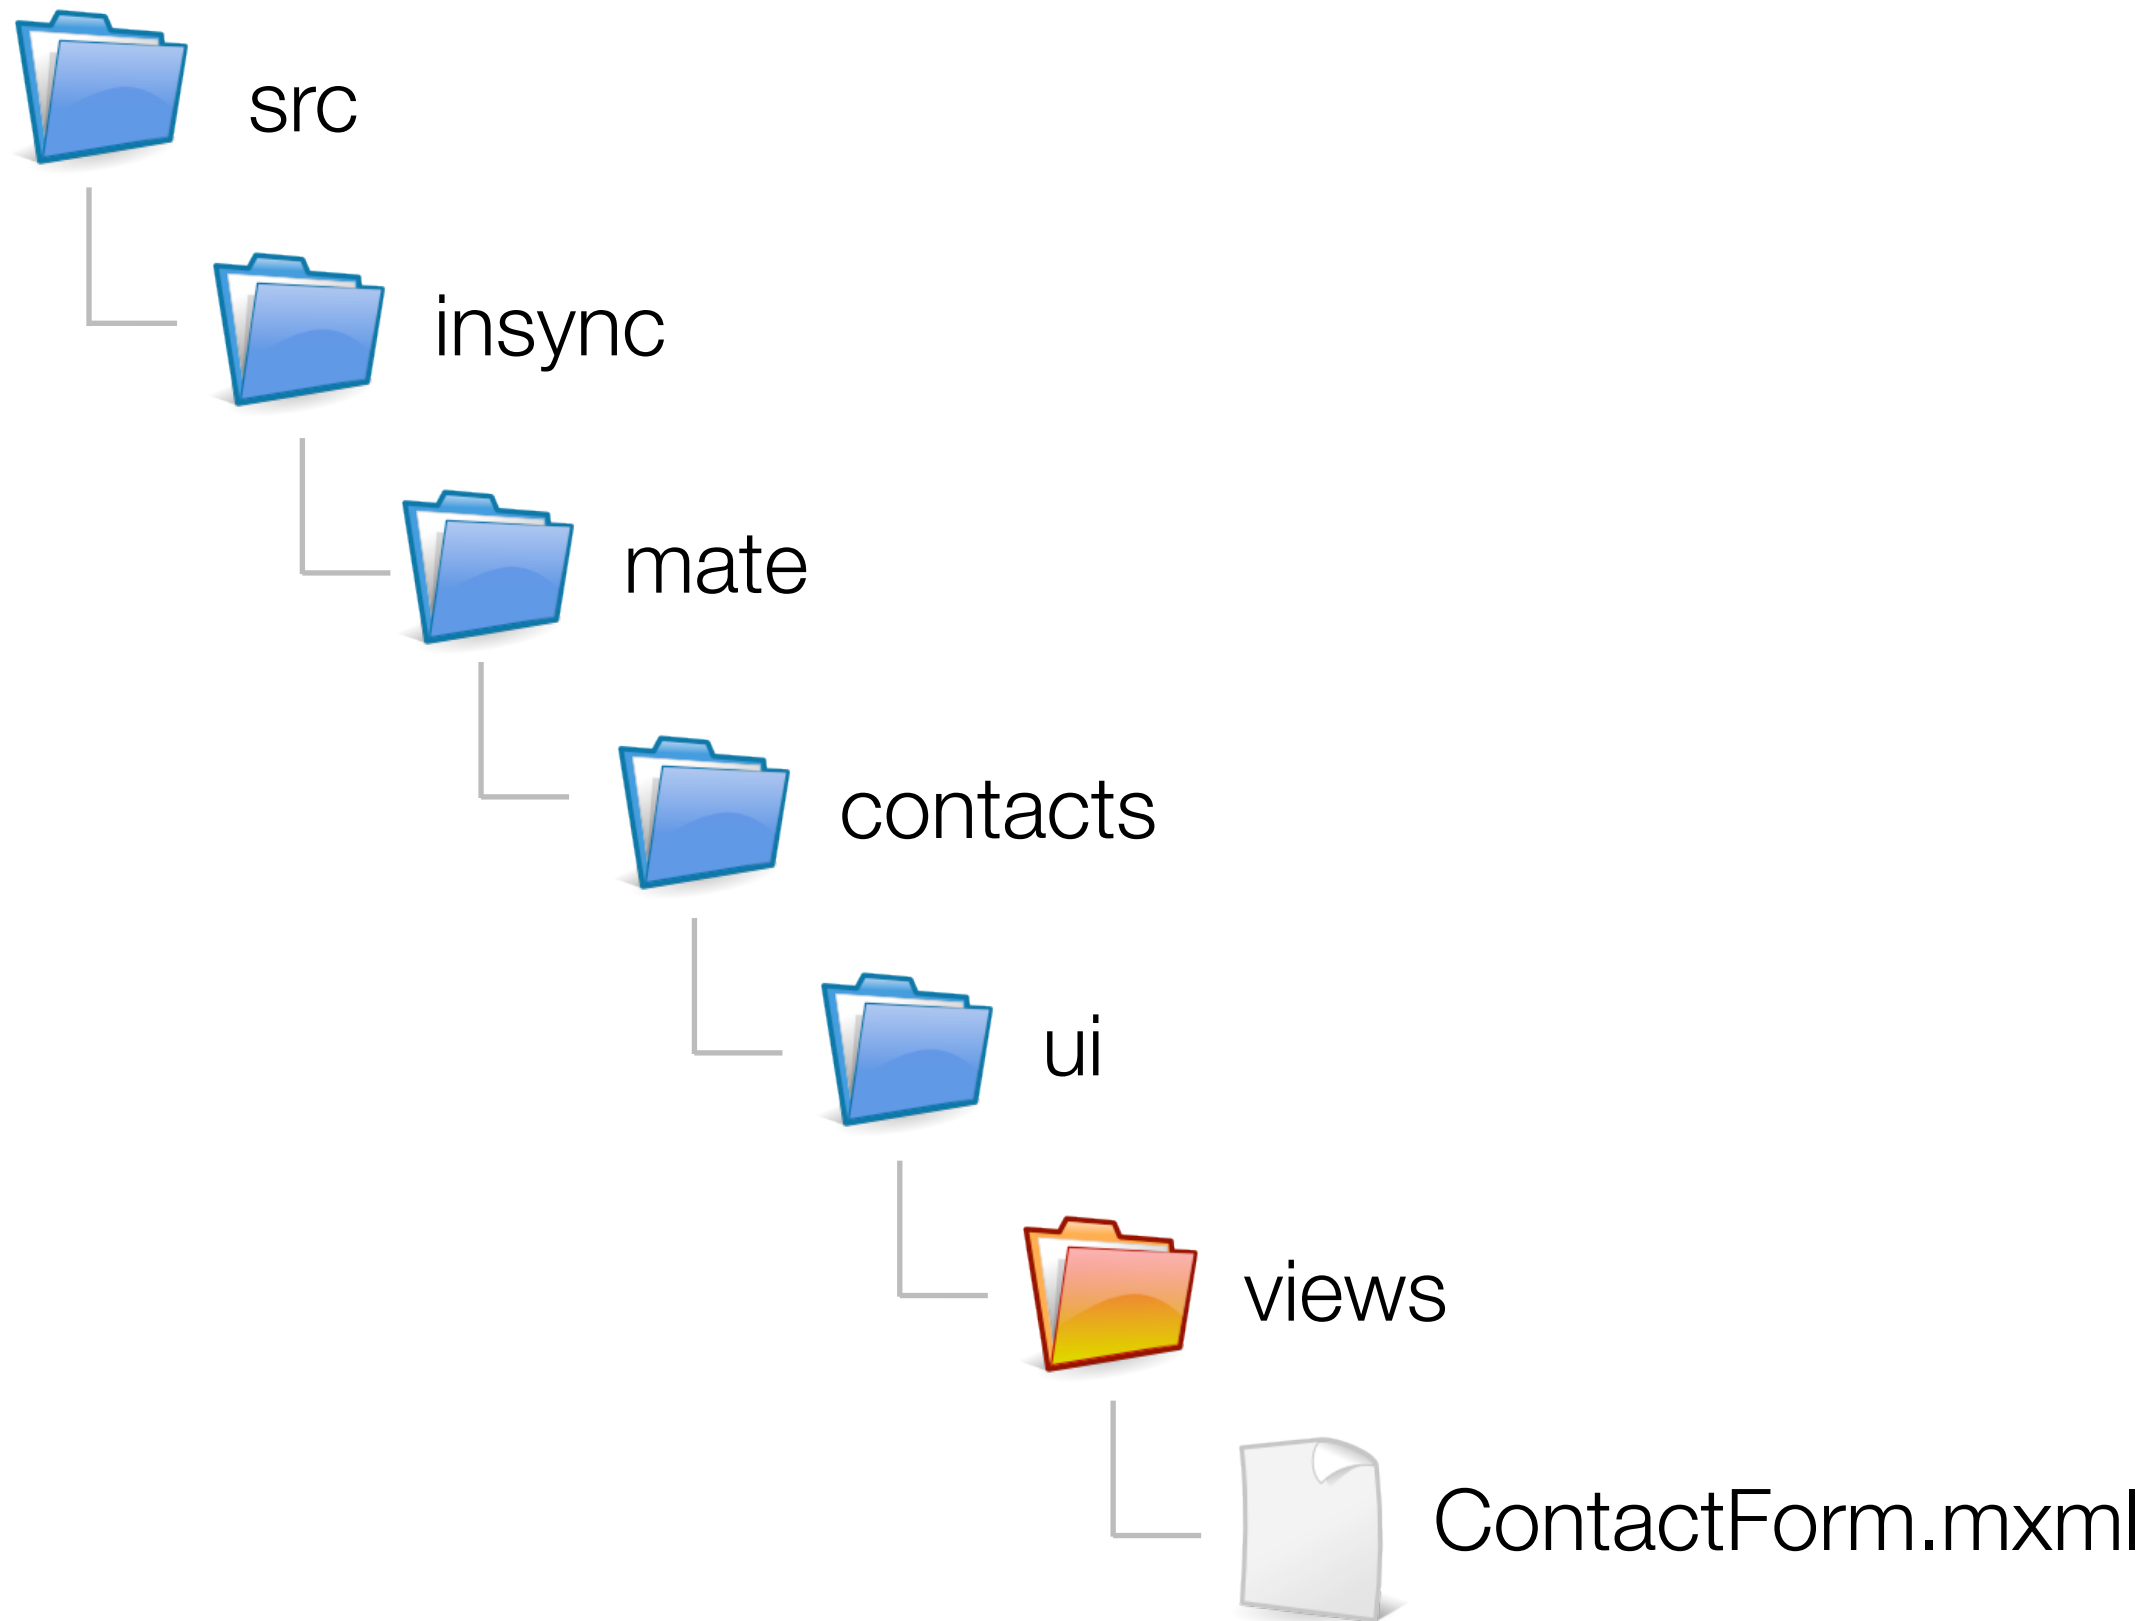 src
insync
mate
contacts
ui
views
ContactForm.mxml